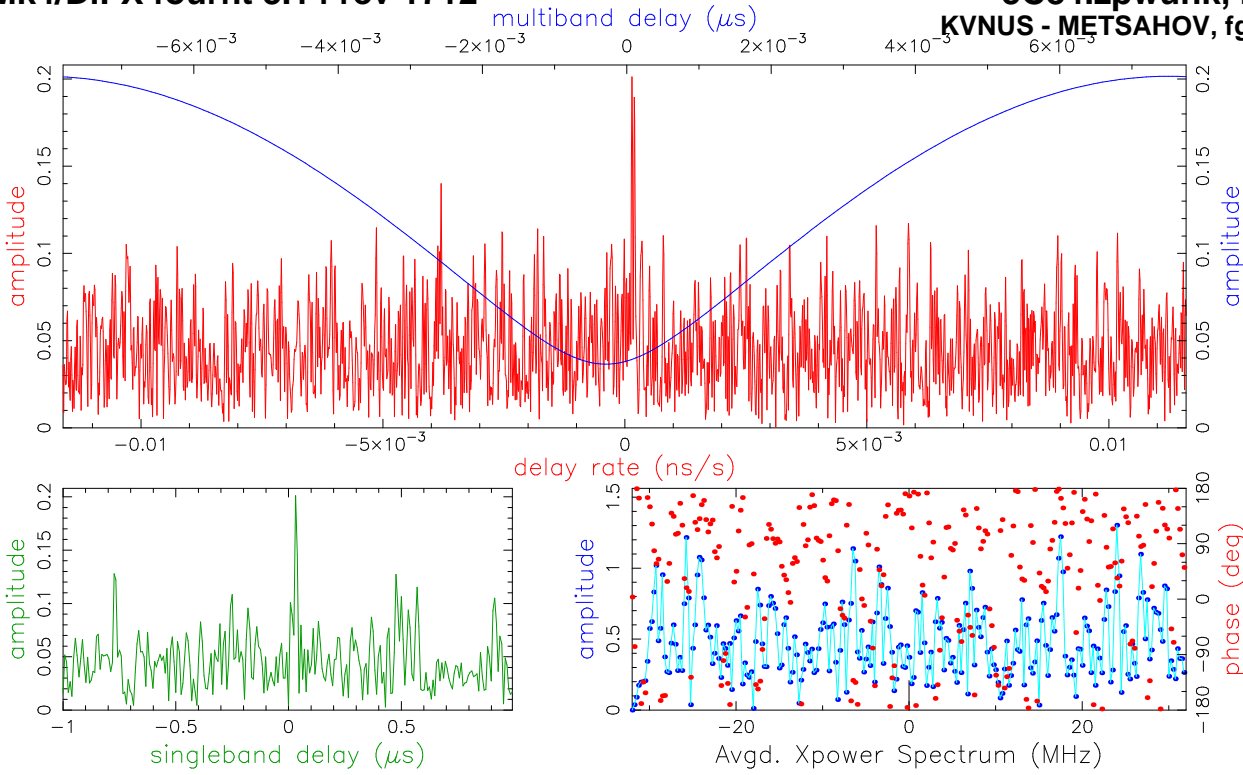 multiband delay (μs)
KVNUS - METSAHOV, fg
−6×10⁻³ −4×10⁻³ −2×10⁻³ 0 2×10⁻³ 4×10⁻³ 6×10⁻³
amplitude
0 0.05 0.1 0.15 0.2
0 0.05 0.1 0.15 0.2
amplitude
−0.01 −5×10⁻³ 0 5×10⁻³ 0.01
delay rate (ns/s)
amplitude
0 0.05 0.1 0.15 0.2
−1 −0.5 0 0.5
singleband delay (μs)
amplitude
0 0.5 1 1.5
−180 −90 0 90 180
phase (deg)
−20 0 20
Avgd. Xpower Spectrum (MHz)